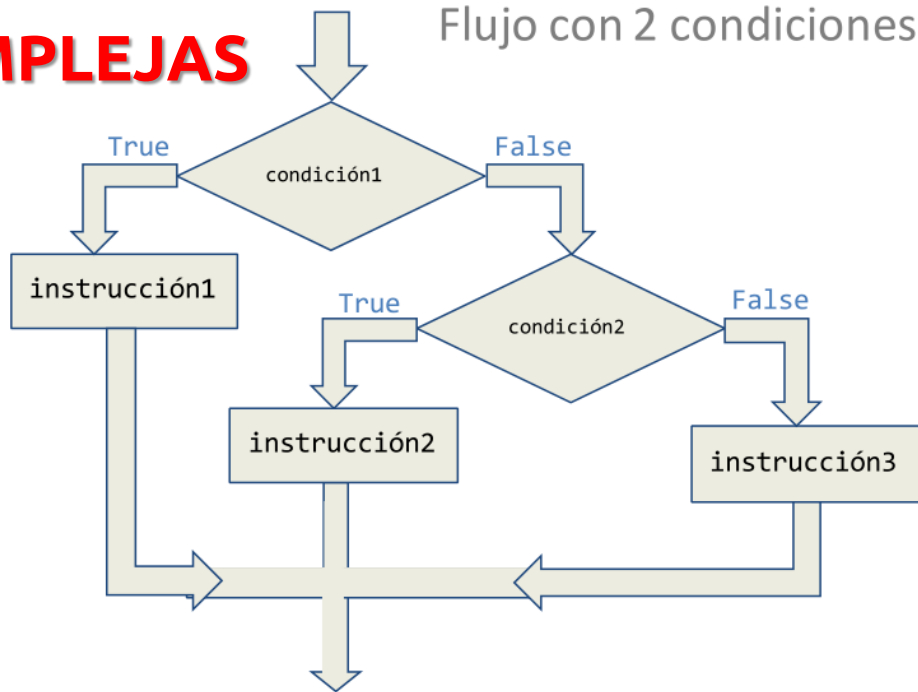 Flujo con 2 condiciones
MPLEJAS
True
False
condición1
instrucción1
True
False
condición2
instrucción2
instrucción3